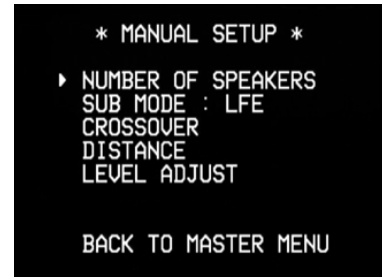 * MANUAL SETUP *
NUMBER OF SPEAKERS
SUB MODE : LFE
CROSSOVER
DISTANCE
LEVEL ADJUST
BACK TO MASTER MENU